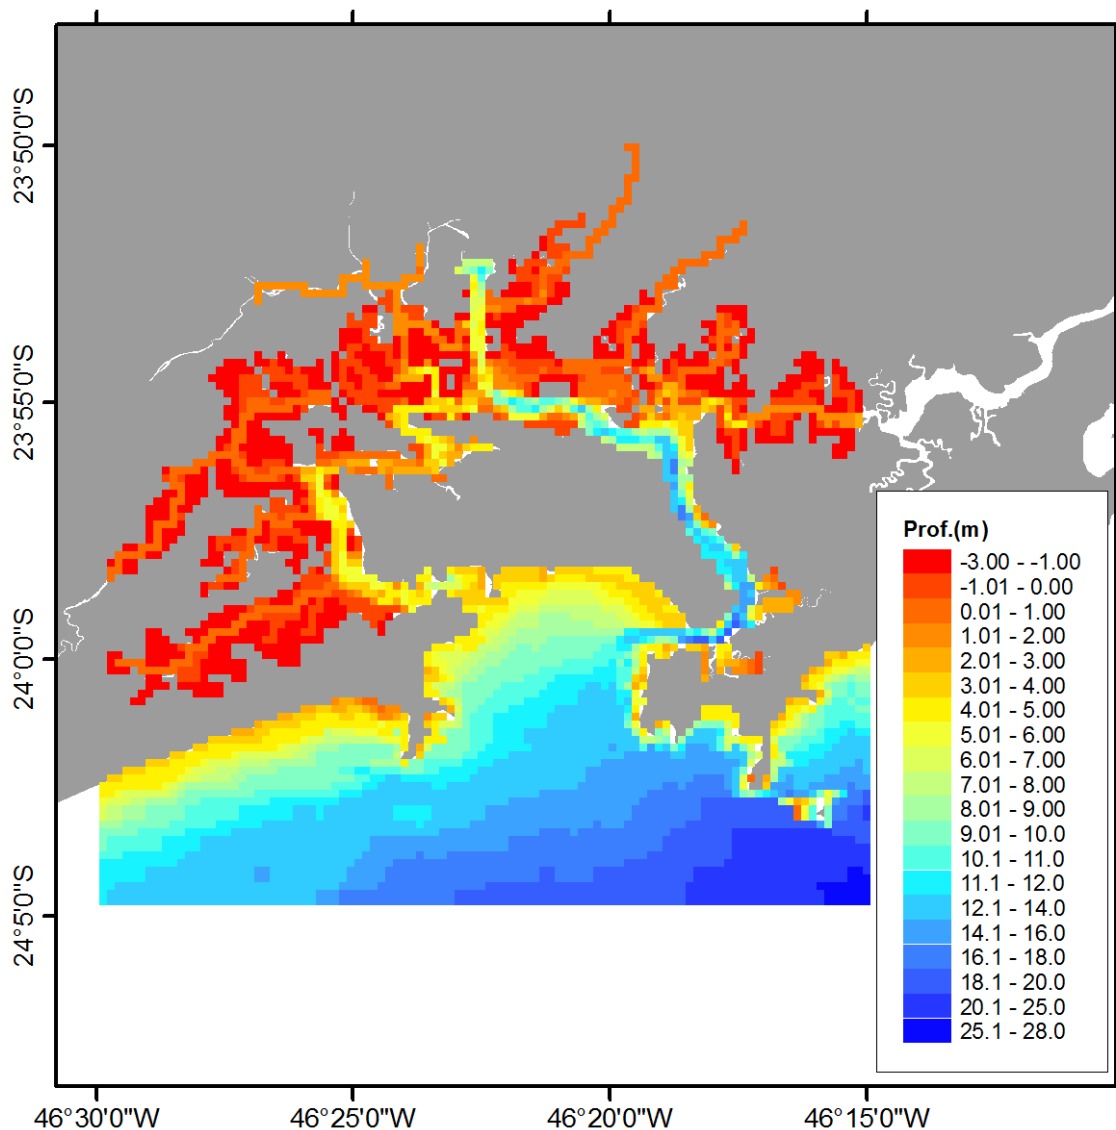 23°50'0"S
23°55'0"S
24°0'0"S
24°5'0"S
Prof.(m)
-3.00 - -1.00
-1.01 - 0.00
0.01 - 1.00
1.01 - 2.00
2.01 - 3.00
3.01 - 4.00
4.01 - 5.00
5.01 - 6.00
6.01 - 7.00
7.01 - 8.00
8.01 - 9.00
9.01 - 10.0
10.1 - 11.0
11.1 - 12.0
12.1 - 14.0
14.1 - 16.0
16.1 - 18.0
18.1 - 20.0
20.1 - 25.0
25.1 - 28.0
46°30'0"W
46°25'0"W
46°20'0"W
46°15'0"W